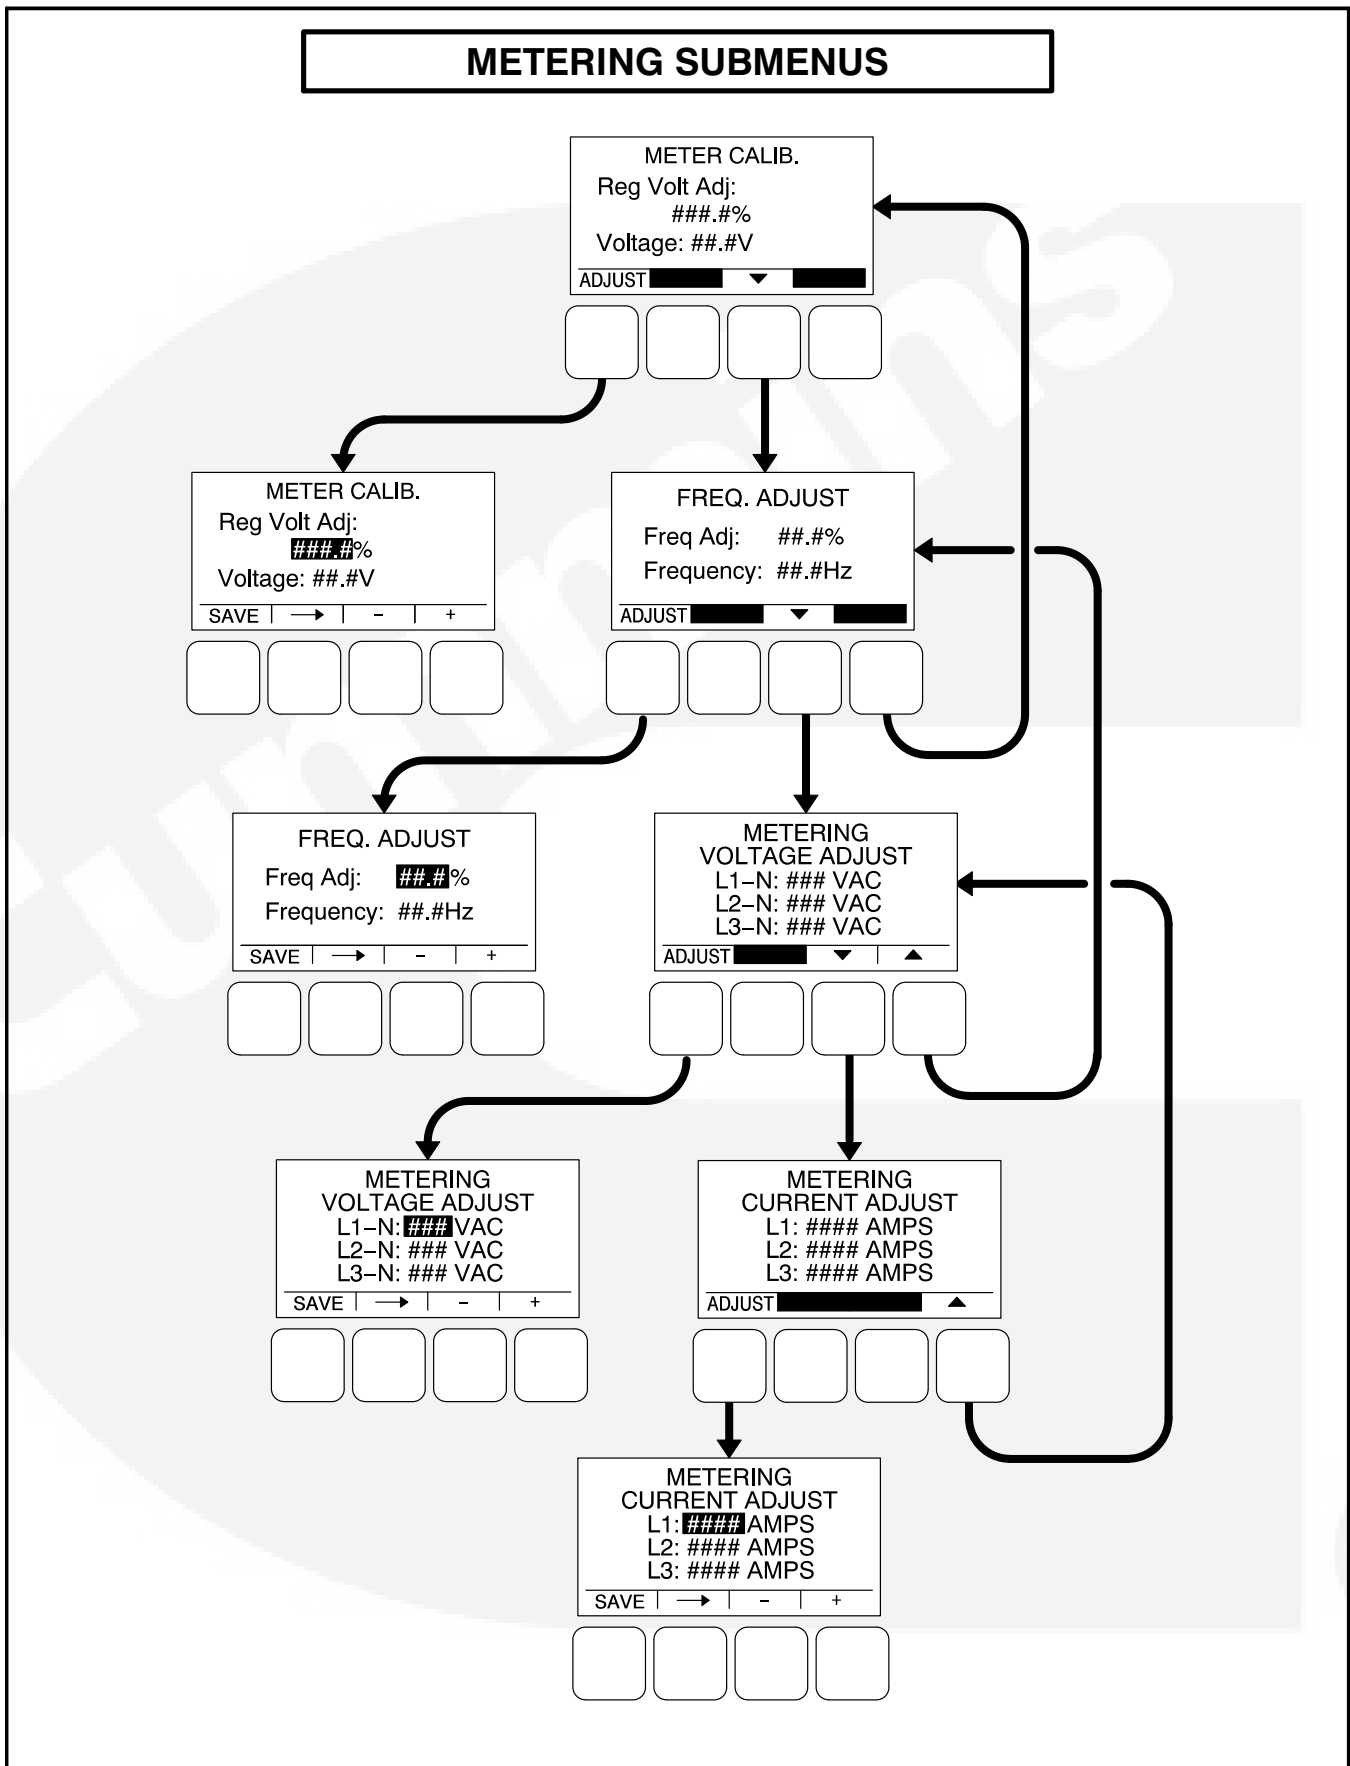 METERING SUBMENUS
METER CALIB.
Reg Volt Adj:
###.#%
Voltage: ##.#V
ADJUST ▼
METER CALIB.
Reg Volt Adj:
###.#%
Voltage: ##.#V
SAVE → − +
FREQ. ADJUST
Freq Adj: ##.#%
Frequency: ##.#Hz
ADJUST ▼
FREQ. ADJUST
Freq Adj: ##.#%
Frequency: ##.#Hz
SAVE → − +
METERING
VOLTAGE ADJUST
L1−N: ### VAC
L2−N: ### VAC
L3−N: ### VAC
ADJUST ▼ ▲
METERING
VOLTAGE ADJUST
L1−N: ### VAC
L2−N: ### VAC
L3−N: ### VAC
SAVE → − +
METERING
CURRENT ADJUST
L1: #### AMPS
L2: #### AMPS
L3: #### AMPS
ADJUST ▲
METERING
CURRENT ADJUST
L1: #### AMPS
L2: #### AMPS
L3: #### AMPS
SAVE → − +
Cummins